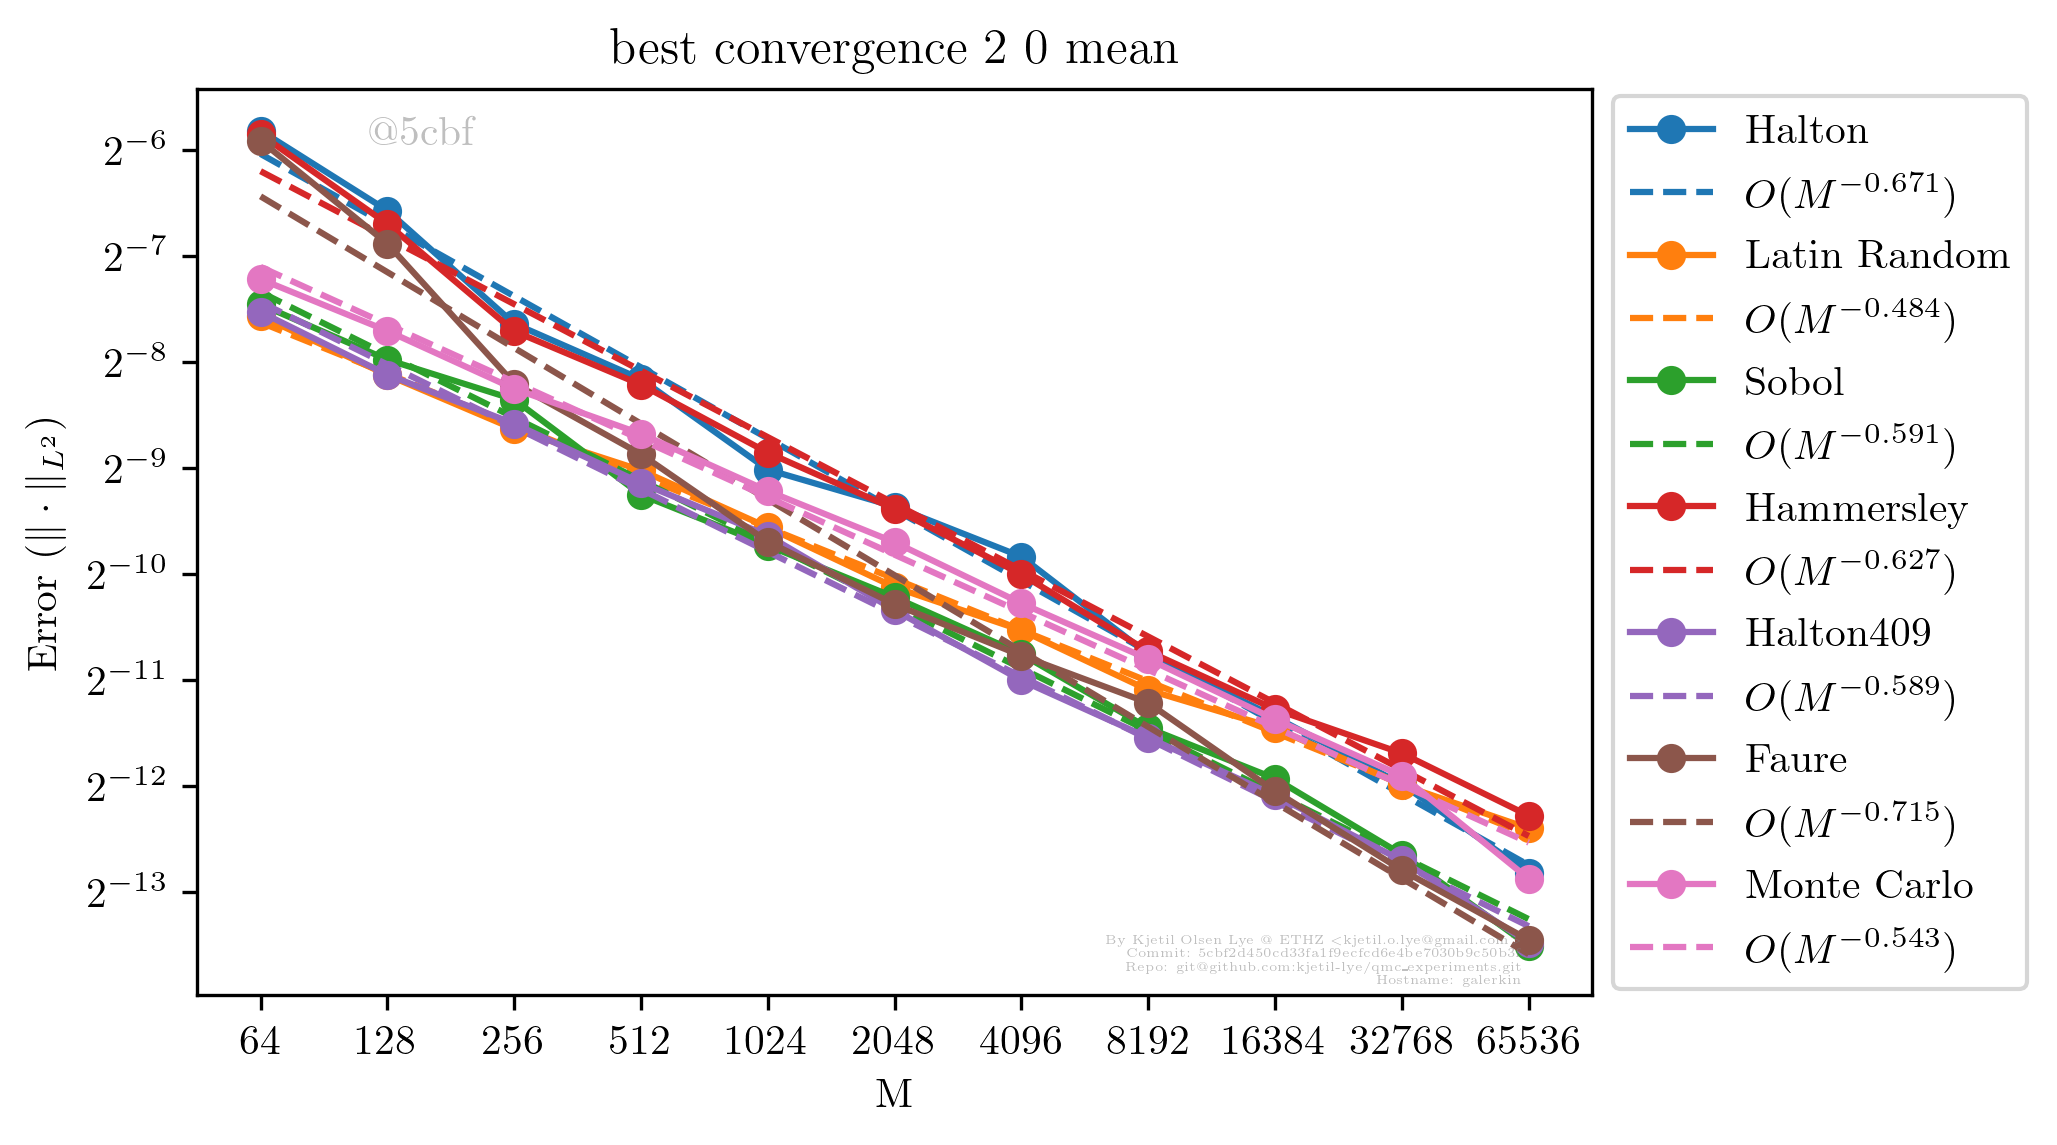 best convergence 2 0 mean
@5cbf
Error (|| · ||_{L^2})
2^{-6}
2^{-7}
2^{-8}
2^{-9}
2^{-10}
2^{-11}
2^{-12}
2^{-13}
64 128 256 512 1024 2048 4096 8192 16384 32768 65536
M
Halton
O(M^{-0.671})
Latin Random
O(M^{-0.484})
Sobol
O(M^{-0.591})
Hammersley
O(M^{-0.627})
Halton409
O(M^{-0.589})
Faure
O(M^{-0.715})
Monte Carlo
O(M^{-0.543})
By Kjetil Olsen Lye @ ETHZ <kjetil.o.lye@gmail.com
Commit:
Repo: git@github.com:kjetil-lye/qmc_experiments.git
Hostname: galerkin